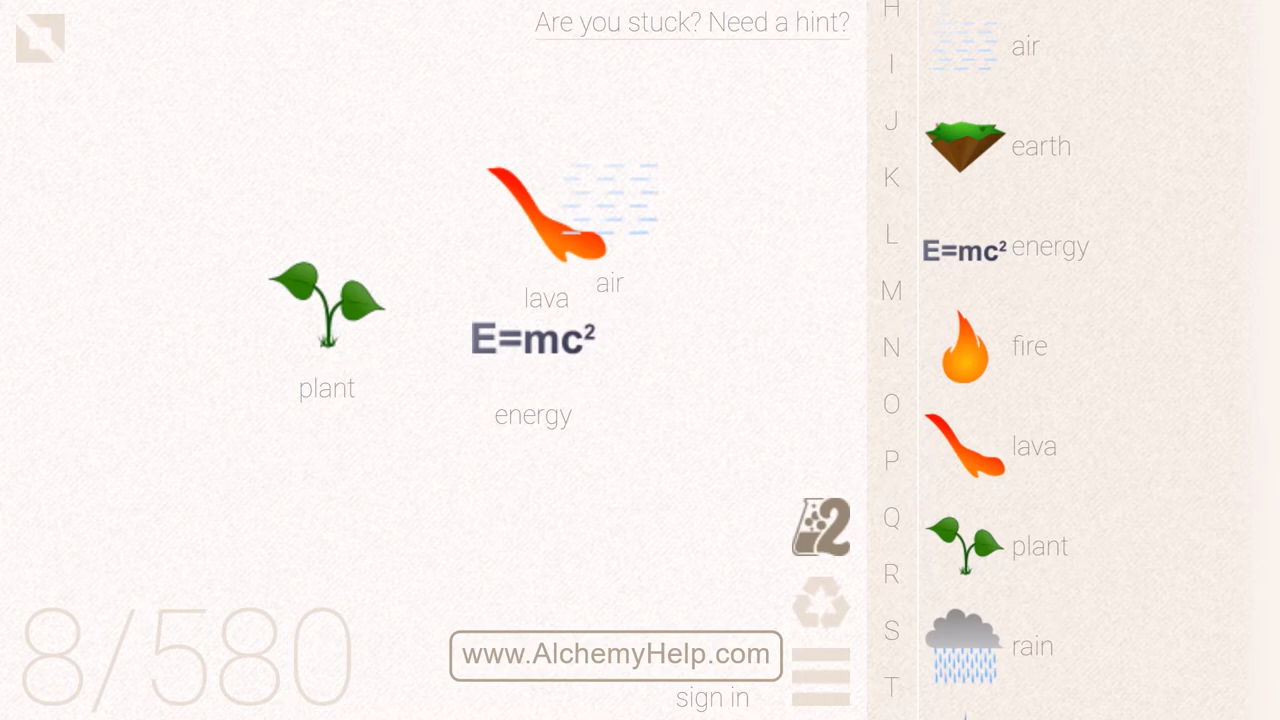 Are you stuck? Need a hint?
air
lava
E=mc²
plant
energy
8/580
2
www.AlchemyHelp.com
sign in
H
I
J
K
L
M
N
O
P
Q
R
S
T
air
earth
E=mc² energy
fire
lava
plant
rain